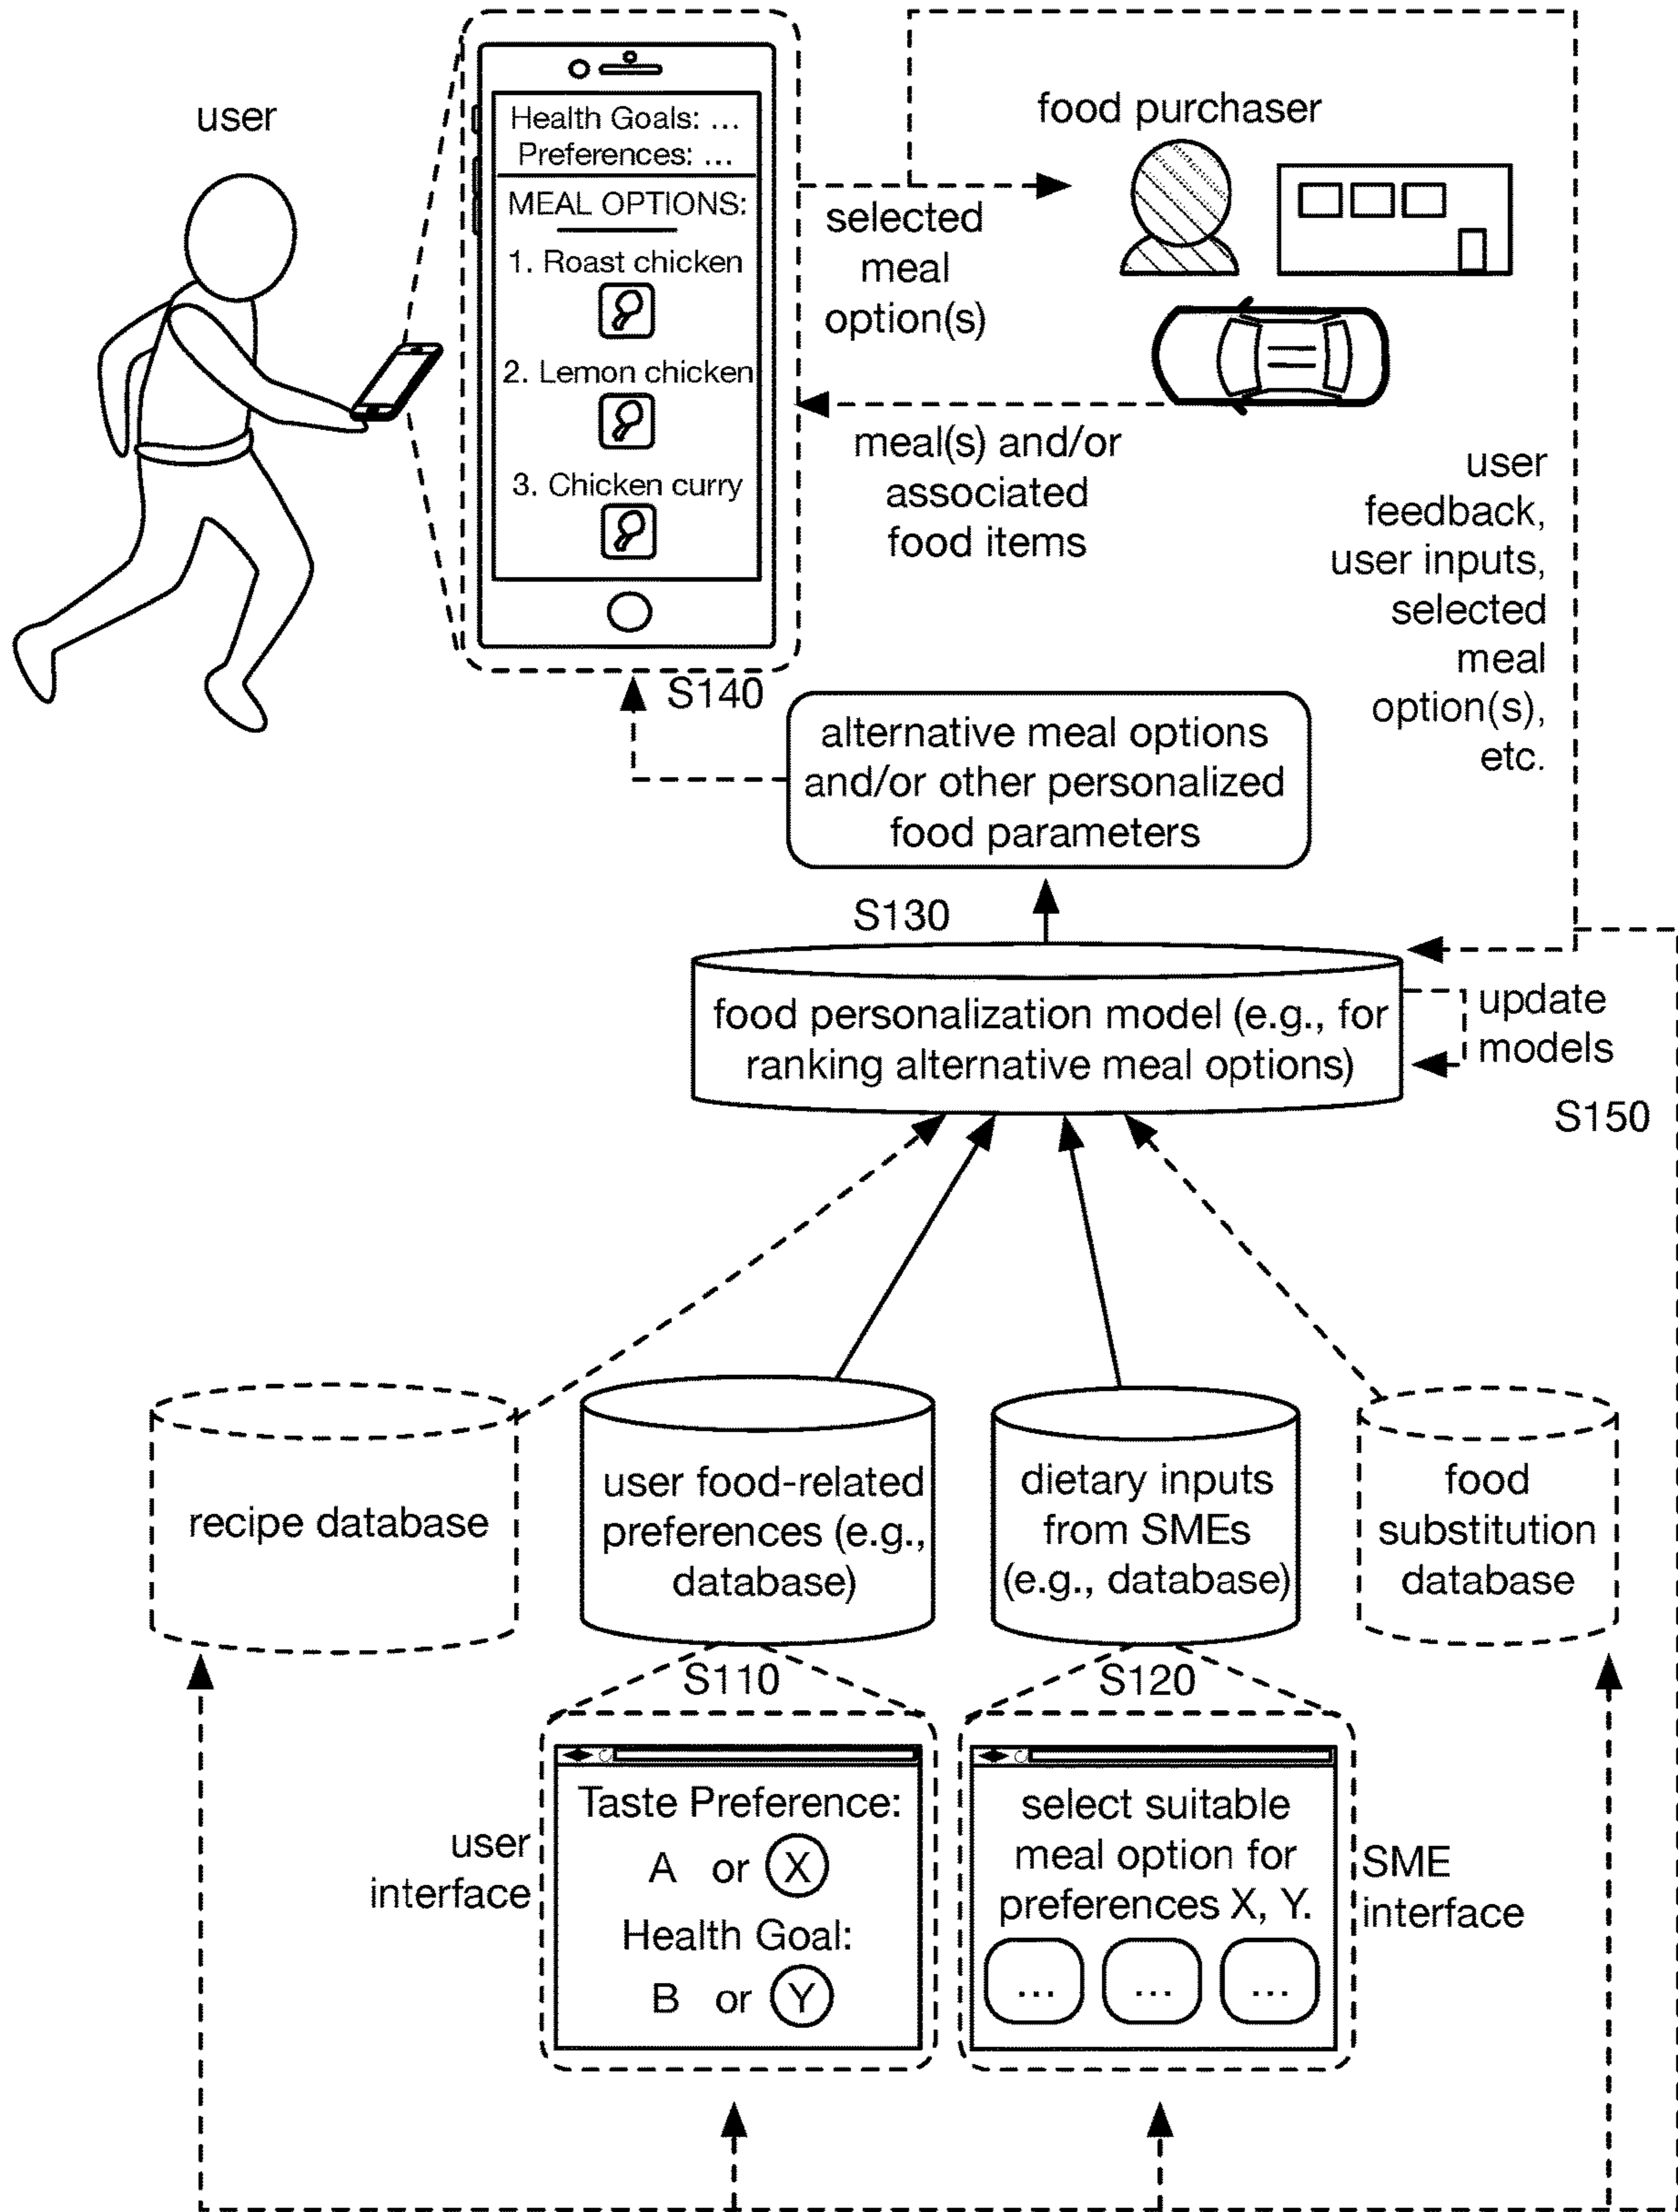 user
Health Goals: ...
Preferences: ...
MEAL OPTIONS:
1. Roast chicken
2. Lemon chicken
3. Chicken curry
food purchaser
selected
meal
option(s)
meal(s) and/or
associated
food items
user
feedback,
user inputs,
selected
meal
option(s),
etc.
S140
alternative meal options
and/or other personalized
food parameters
S130
food personalization model (e.g., for
ranking alternative meal options)
update
models
S150
recipe database
user food-related
preferences (e.g.,
database)
dietary inputs
from SMEs
(e.g., database)
food
substitution
database
S110
S120
user
interface
Taste Preference:
A or X
Health Goal:
B or Y
select suitable
meal option for
preferences X, Y.
... ... ...
SME
interface